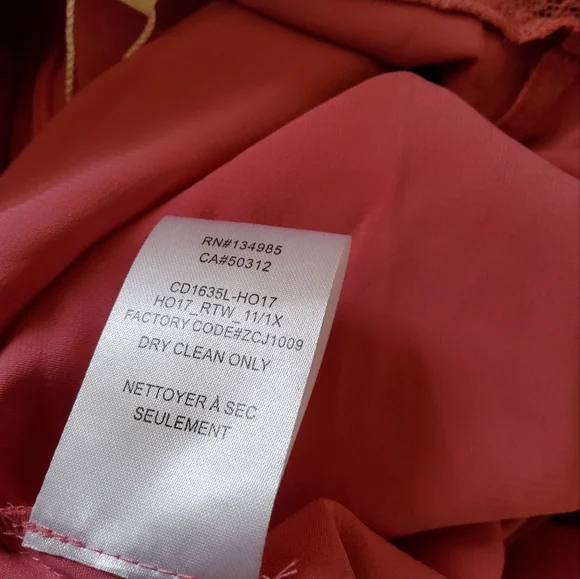 RN#134985
CA#50312
CD1635L-HO17
HO17_RTW_11/1X
FACTORY CODE#ZCJ1009
DRY CLEAN ONLY
NETTOYER À SEC
SEULEMENT